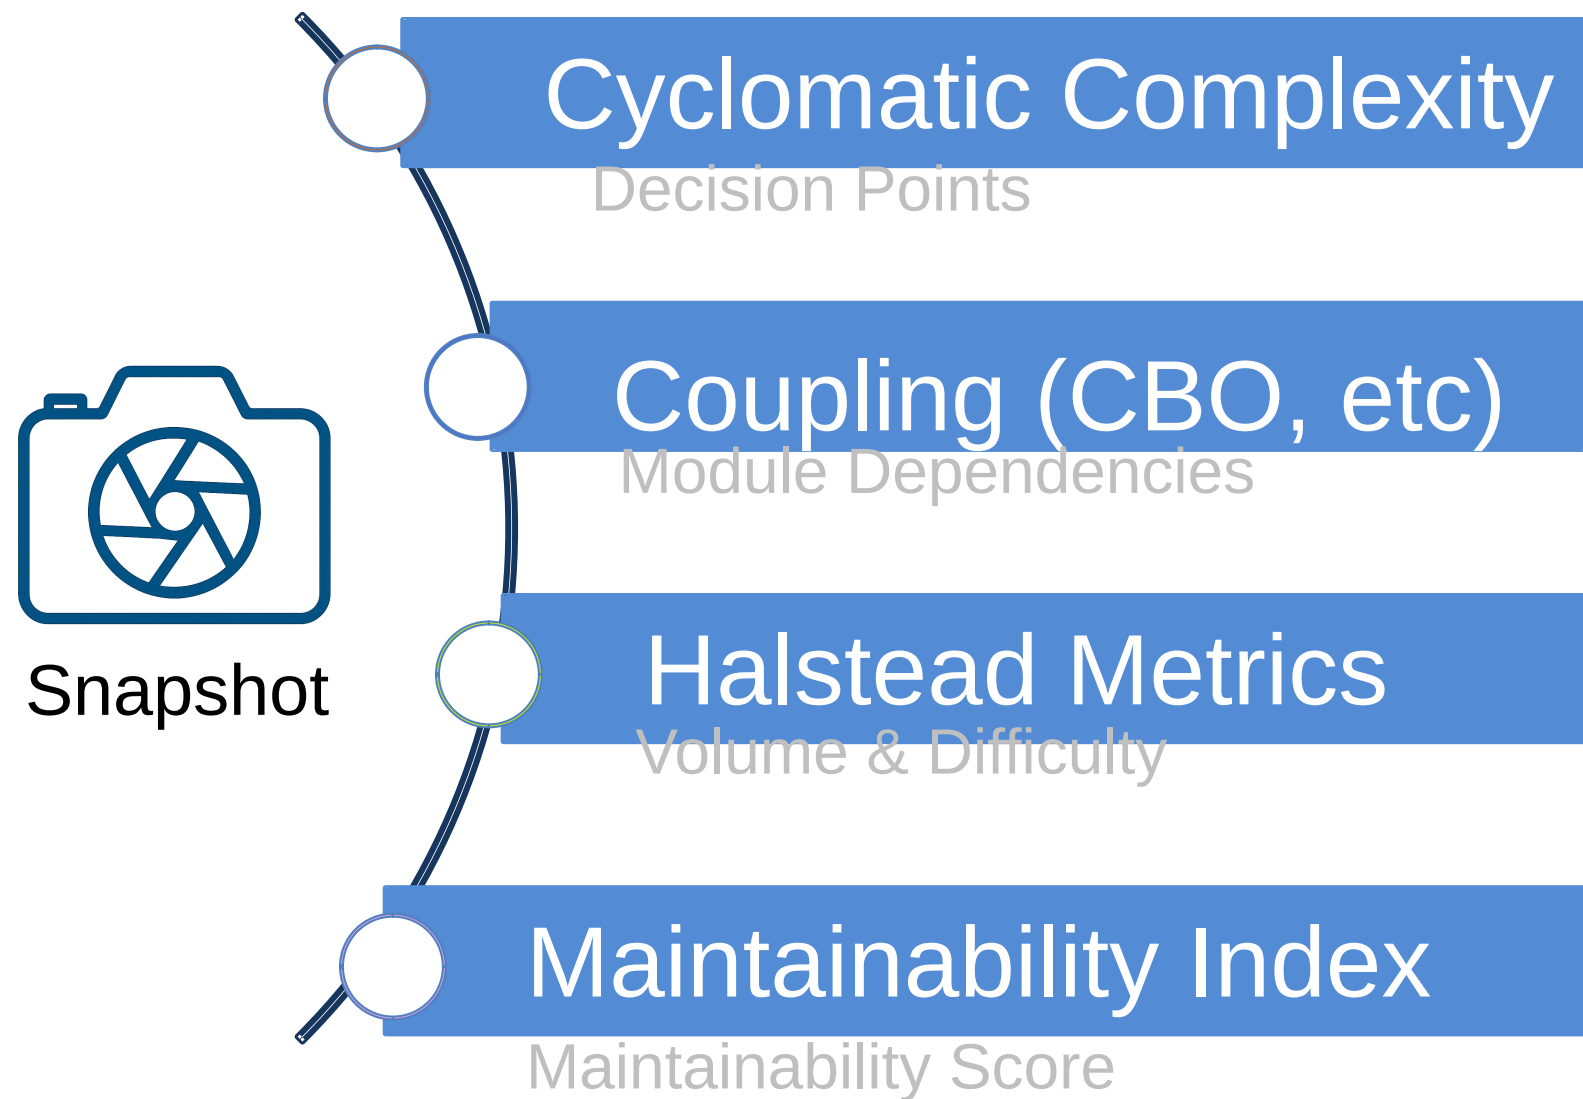 Cyclomatic Complexity
Decision Points
Coupling (CBO, etc)
Module Dependencies
Snapshot
Halstead Metrics
Volume & Difficulty
Maintainability Index
Maintainability Score